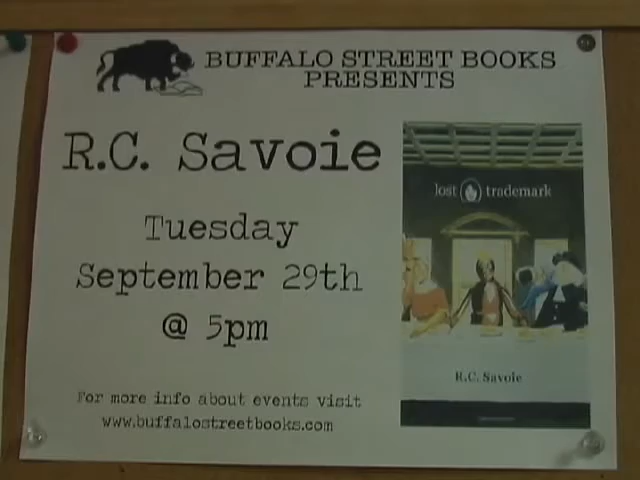 BUFFALO STREET BOOKS
PRESENTS
R.C. Savoie
Tuesday
September 29th
@ 5pm
For more info about events visit
www.buffalostreetbooks.com
lost trademark
R.C. Savoie